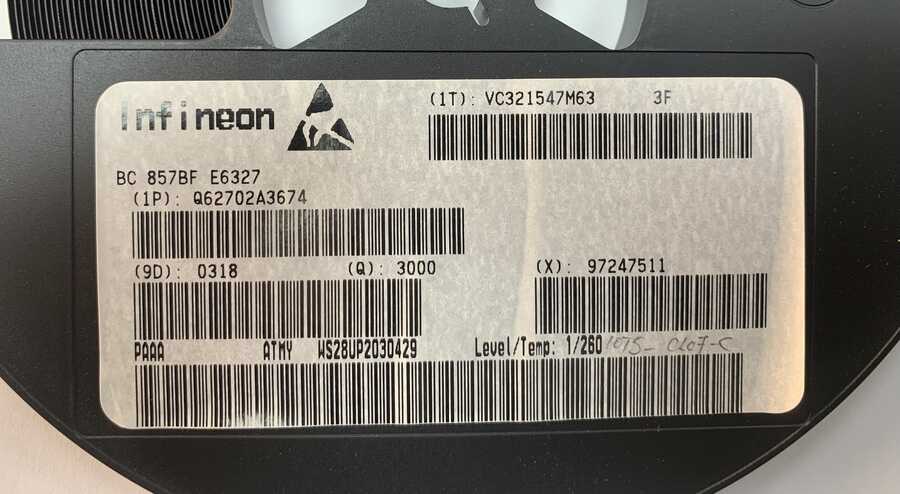 Infineon
(1T): VC321547M63 3F
BC 857BF E6327
(1P): Q62702A3674
(9D): 0318 (Q): 3000 (X): 97247511
PAAA ATMY WS28UP2030429 Level/Temp: 1/260